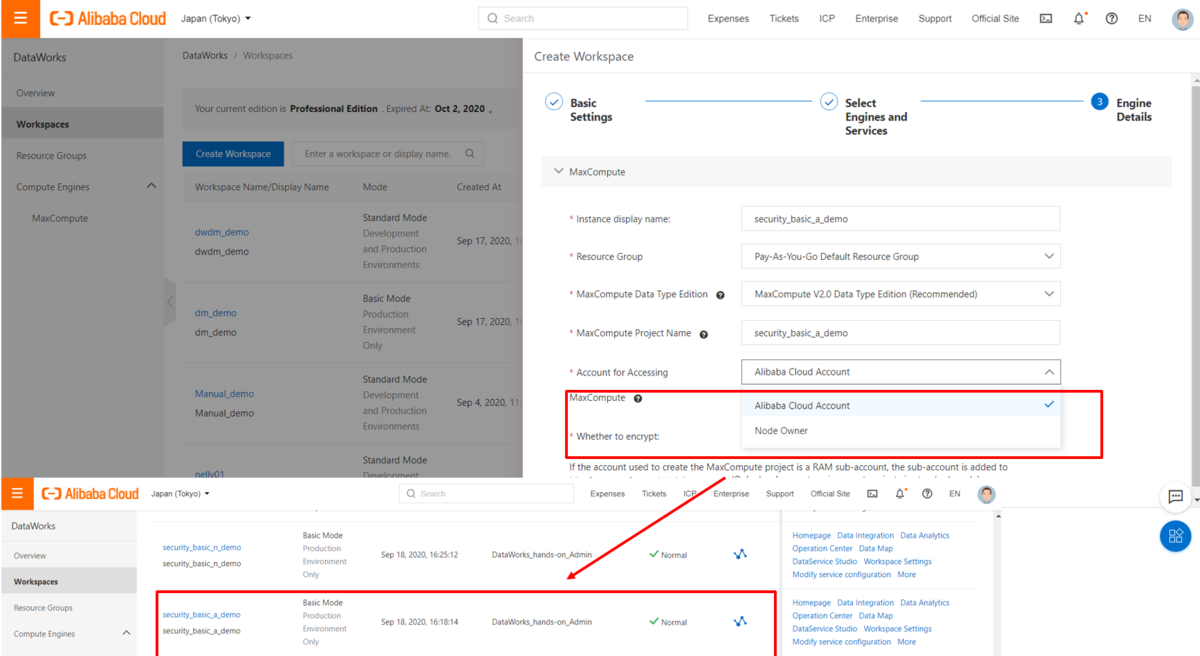 Alibaba Cloud
Japan (Tokyo)
Search
Expenses
Tickets
ICP
Enterprise
Support
Official Site
EN
DataWorks
Overview
Workspaces
Resource Groups
Compute Engines
MaxCompute
DataWorks / Workspaces
Your current edition is Professional Edition . Expired At: Oct 2, 2020 .
Create Workspace
Enter a workspace or display name.
Workspace Name/Display Name
Mode
Created At
dwdm_demo
dwdm_demo
Standard Mode
Development
and Production
Environments
Sep 17, 2020,
dm_demo
dm_demo
Basic Mode
Production
Environment
Only
Sep 17, 2020,
Manual_demo
Manual_demo
Standard Mode
Development
and Production
Environments
Sep 4, 2020, 11
nelly01
Standard Mode
Development
Create Workspace
Basic
Settings
Select
Engines and
Services
3
Engine
Details
MaxCompute
* Instance display name:
security_basic_a_demo
* Resource Group
Pay-As-You-Go Default Resource Group
* MaxCompute Data Type Edition
MaxCompute V2.0 Data Type Edition (Recommended)
* MaxCompute Project Name
security_basic_a_demo
* Account for Accessing
MaxCompute
Alibaba Cloud Account
Alibaba Cloud Account
Node Owner
* Whether to encrypt:
If the account used to create the MaxCompute project is a RAM sub-account, the sub-account is added to
Alibaba Cloud
Japan (Tokyo)
Search
Expenses
Tickets
ICP
Enterprise
Support
Official Site
EN
DataWorks
Overview
Workspaces
Resource Groups
Compute Engines
security_basic_n_demo
security_basic_n_demo
Basic Mode
Production
Environment
Only
Sep 18, 2020, 16:25:12
DataWorks_hands-on_Admin
Normal
Homepage Data Integration Data Analytics
Operation Center Data Map
DataService Studio Workspace Settings
Modify service configuration More
security_basic_a_demo
security_basic_a_demo
Basic Mode
Production
Environment
Only
Sep 18, 2020, 16:18:14
DataWorks_hands-on_Admin
Normal
Homepage Data Integration Data Analytics
Operation Center Data Map
DataService Studio Workspace Settings
Modify service configuration More